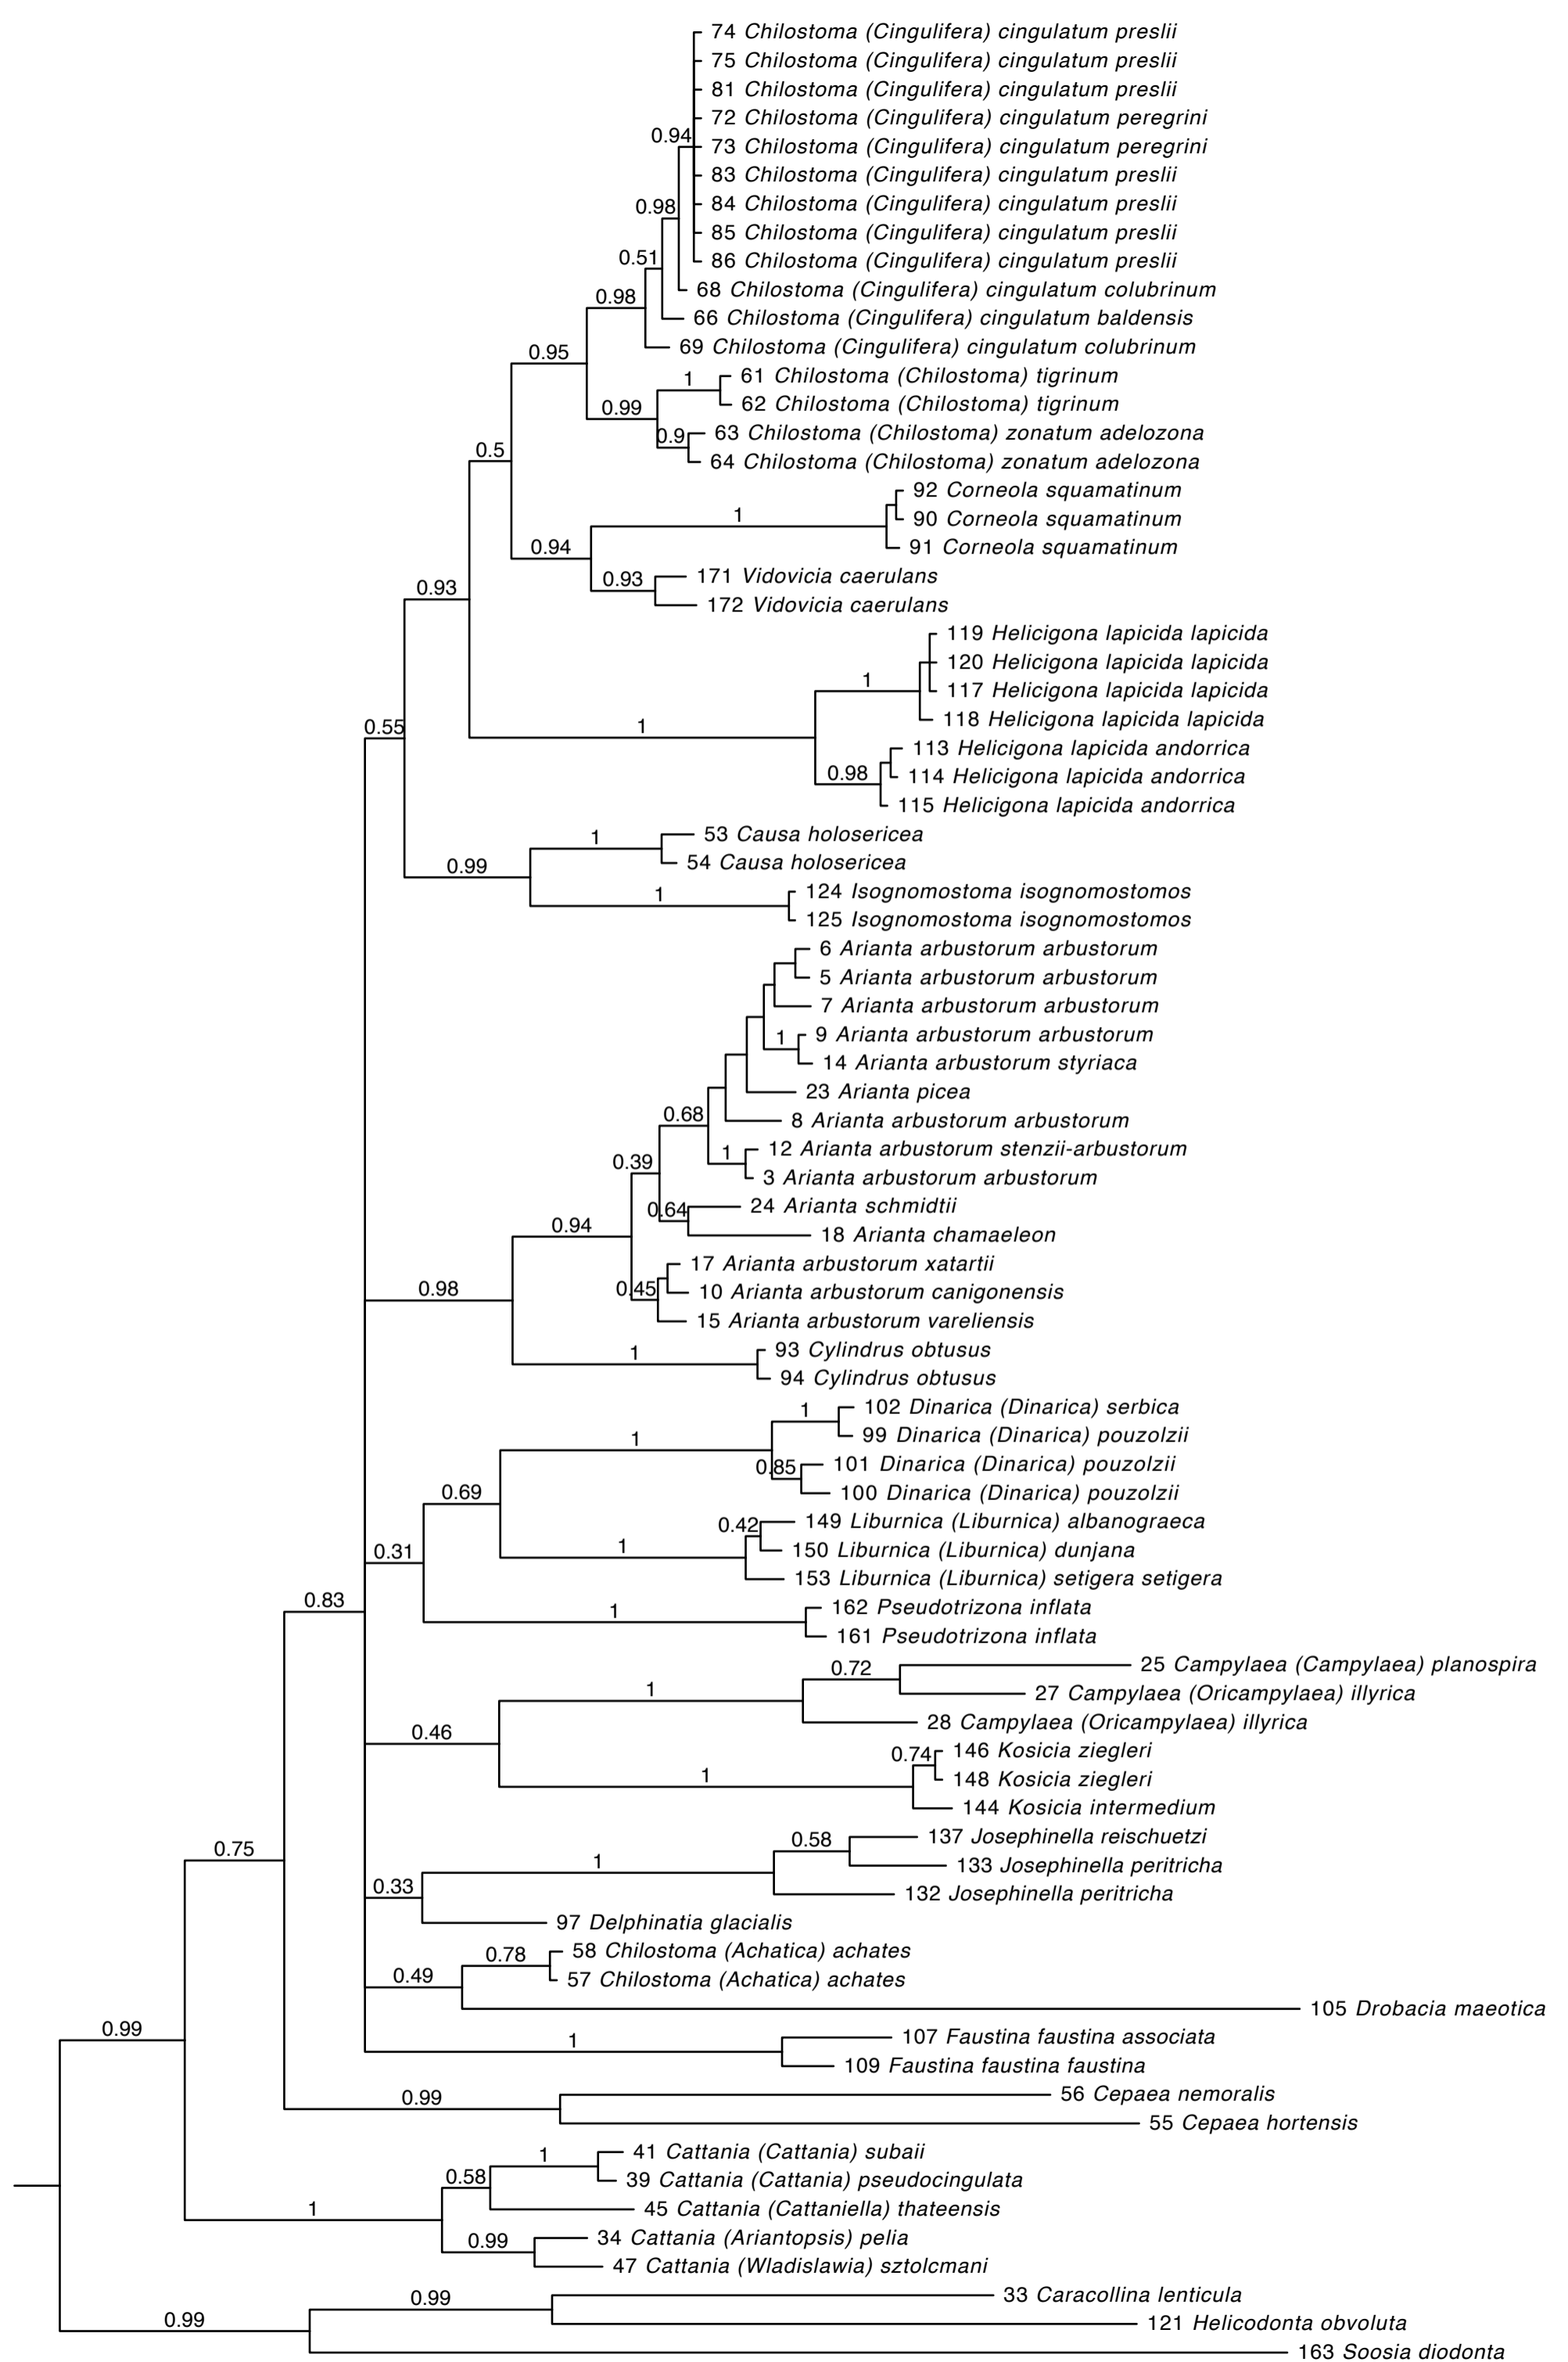 74 Chilostoma (Cingulifera) cingulatum preslii
75 Chilostoma (Cingulifera) cingulatum preslii
81 Chilostoma (Cingulifera) cingulatum preslii
72 Chilostoma (Cingulifera) cingulatum peregrini
0.94
73 Chilostoma (Cingulifera) cingulatum peregrini
83 Chilostoma (Cingulifera) cingulatum preslii
84 Chilostoma (Cingulifera) cingulatum preslii
0.98
85 Chilostoma (Cingulifera) cingulatum preslii
0.51
86 Chilostoma (Cingulifera) cingulatum preslii
68 Chilostoma (Cingulifera) cingulatum colubrinum
0.98
66 Chilostoma (Cingulifera) cingulatum baldensis
69 Chilostoma (Cingulifera) cingulatum colubrinum
0.95
1
61 Chilostoma (Chilostoma) tigrinum
62 Chilostoma (Chilostoma) tigrinum
0.99
0.9
63 Chilostoma (Chilostoma) zonatum adelozona
0.5
64 Chilostoma (Chilostoma) zonatum adelozona
92 Corneola squamatinum
1
90 Corneola squamatinum
0.94
91 Corneola squamatinum
0.93
171 Vidovicia caerulans
0.93
172 Vidovicia caerulans
119 Helicigona lapicida lapicida
120 Helicigona lapicida lapicida
1
117 Helicigona lapicida lapicida
118 Helicigona lapicida lapicida
0.55
1
113 Helicigona lapicida andorrica
0.98
114 Helicigona lapicida andorrica
115 Helicigona lapicida andorrica
1
53 Causa holosericea
0.99
54 Causa holosericea
1
124 Isognomostoma isognomostomos
125 Isognomostoma isognomostomos
6 Arianta arbustorum arbustorum
5 Arianta arbustorum arbustorum
7 Arianta arbustorum arbustorum
1
9 Arianta arbustorum arbustorum
14 Arianta arbustorum styriaca
23 Arianta picea
0.68
8 Arianta arbustorum arbustorum
1
12 Arianta arbustorum stenzii-arbustorum
0.39
3 Arianta arbustorum arbustorum
0.64
24 Arianta schmidtii
0.94
18 Arianta chamaeleon
17 Arianta arbustorum xatartii
0.98
0.45
10 Arianta arbustorum canigonensis
15 Arianta arbustorum vareliensis
1
93 Cylindrus obtusus
94 Cylindrus obtusus
1
102 Dinarica (Dinarica) serbica
1
99 Dinarica (Dinarica) pouzolzii
0.85
101 Dinarica (Dinarica) pouzolzii
0.69
100 Dinarica (Dinarica) pouzolzii
0.42
149 Liburnica (Liburnica) albanograeca
0.31
1
150 Liburnica (Liburnica) dunjana
153 Liburnica (Liburnica) setigera setigera
0.83
1
162 Pseudotrizona inflata
161 Pseudotrizona inflata
0.72
25 Campylaea (Campylaea) planospira
1
27 Campylaea (Oricampylaea) illyrica
0.46
28 Campylaea (Oricampylaea) illyrica
0.74
146 Kosicia ziegleri
1
148 Kosicia ziegleri
144 Kosicia intermedium
0.75
0.58
137 Josephinella reischuetzi
1
133 Josephinella peritricha
0.33
132 Josephinella peritricha
97 Delphinatia glacialis
0.78
58 Chilostoma (Achatica) achates
0.49
57 Chilostoma (Achatica) achates
105 Drobacia maeotica
0.99
1
107 Faustina faustina associata
109 Faustina faustina faustina
0.99
56 Cepaea nemoralis
55 Cepaea hortensis
1
41 Cattania (Cattania) subaii
0.58
39 Cattania (Cattania) pseudocingulata
1
45 Cattania (Cattaniella) thateensis
0.99
34 Cattania (Ariantopsis) pelia
47 Cattania (Wladislawia) sztolcmani
0.99
33 Caracollina lenticula
0.99
121 Helicodonta obvoluta
163 Soosia diodonta